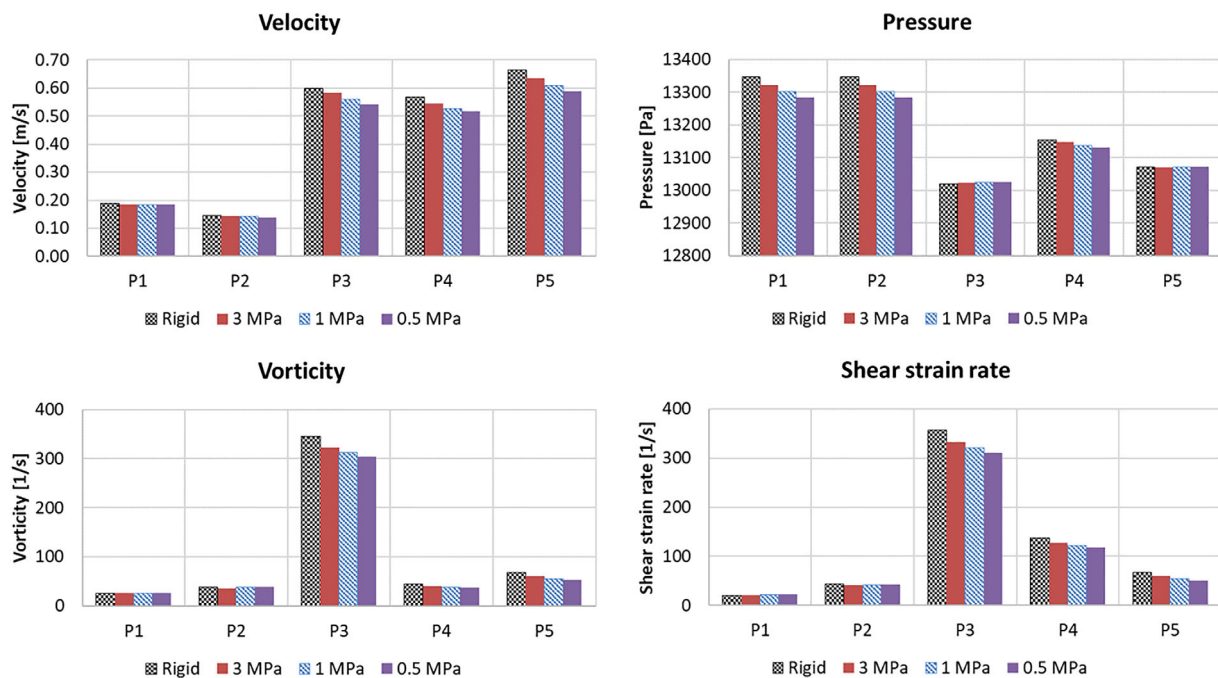 Velocity
Velocity [m/s]
0.70
0.60
0.50
0.40
0.30
0.20
0.10
0.00
P1 P2 P3 P4 P5
Rigid 3 MPa 1 MPa 0.5 MPa
Pressure
Pressure [Pa]
13400
13300
13200
13100
13000
12900
12800
P1 P2 P3 P4 P5
Rigid 3 MPa 1 MPa 0.5 MPa
Vorticity
Vorticity [1/s]
400
300
200
100
0
P1 P2 P3 P4 P5
Rigid 3 MPa 1 MPa 0.5 MPa
Shear strain rate
Shear strain rate [1/s]
400
300
200
100
0
P1 P2 P3 P4 P5
Rigid 3 MPa 1 MPa 0.5 MPa